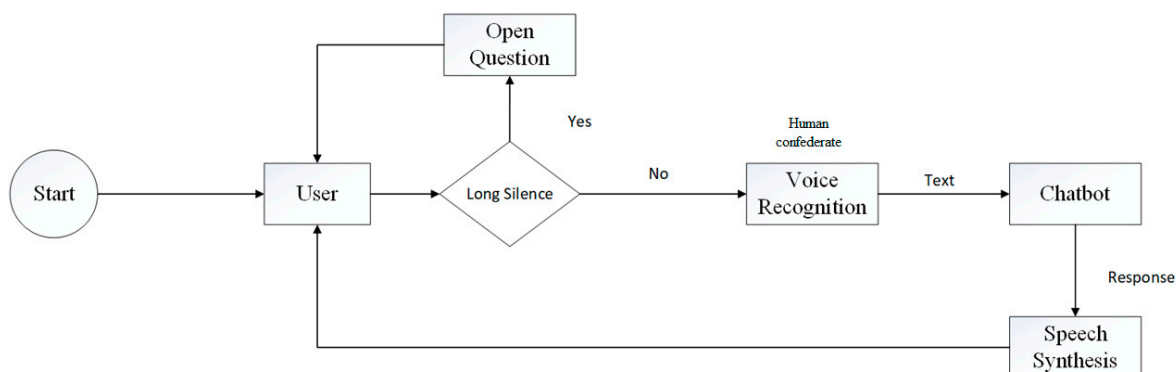 Open
Question
Yes
Human
confederate
Start
User
Long Silence
No
Voice
Recognition
Text
Chatbot
Response
Speech
Synthesis